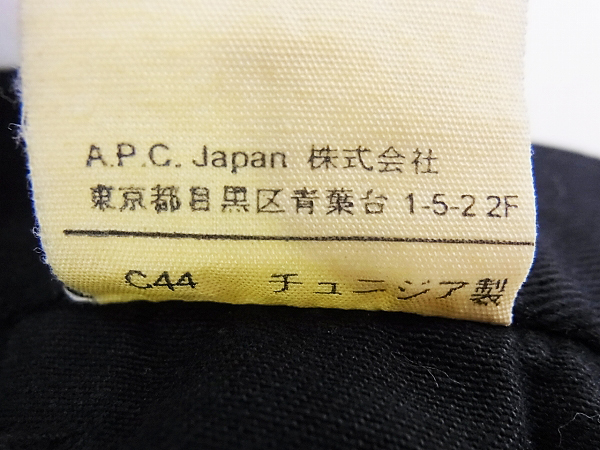 A.P.C. Japan 株式会社
東京都目黒区青葉台 1-5-2 2F
C44 チュニジア製